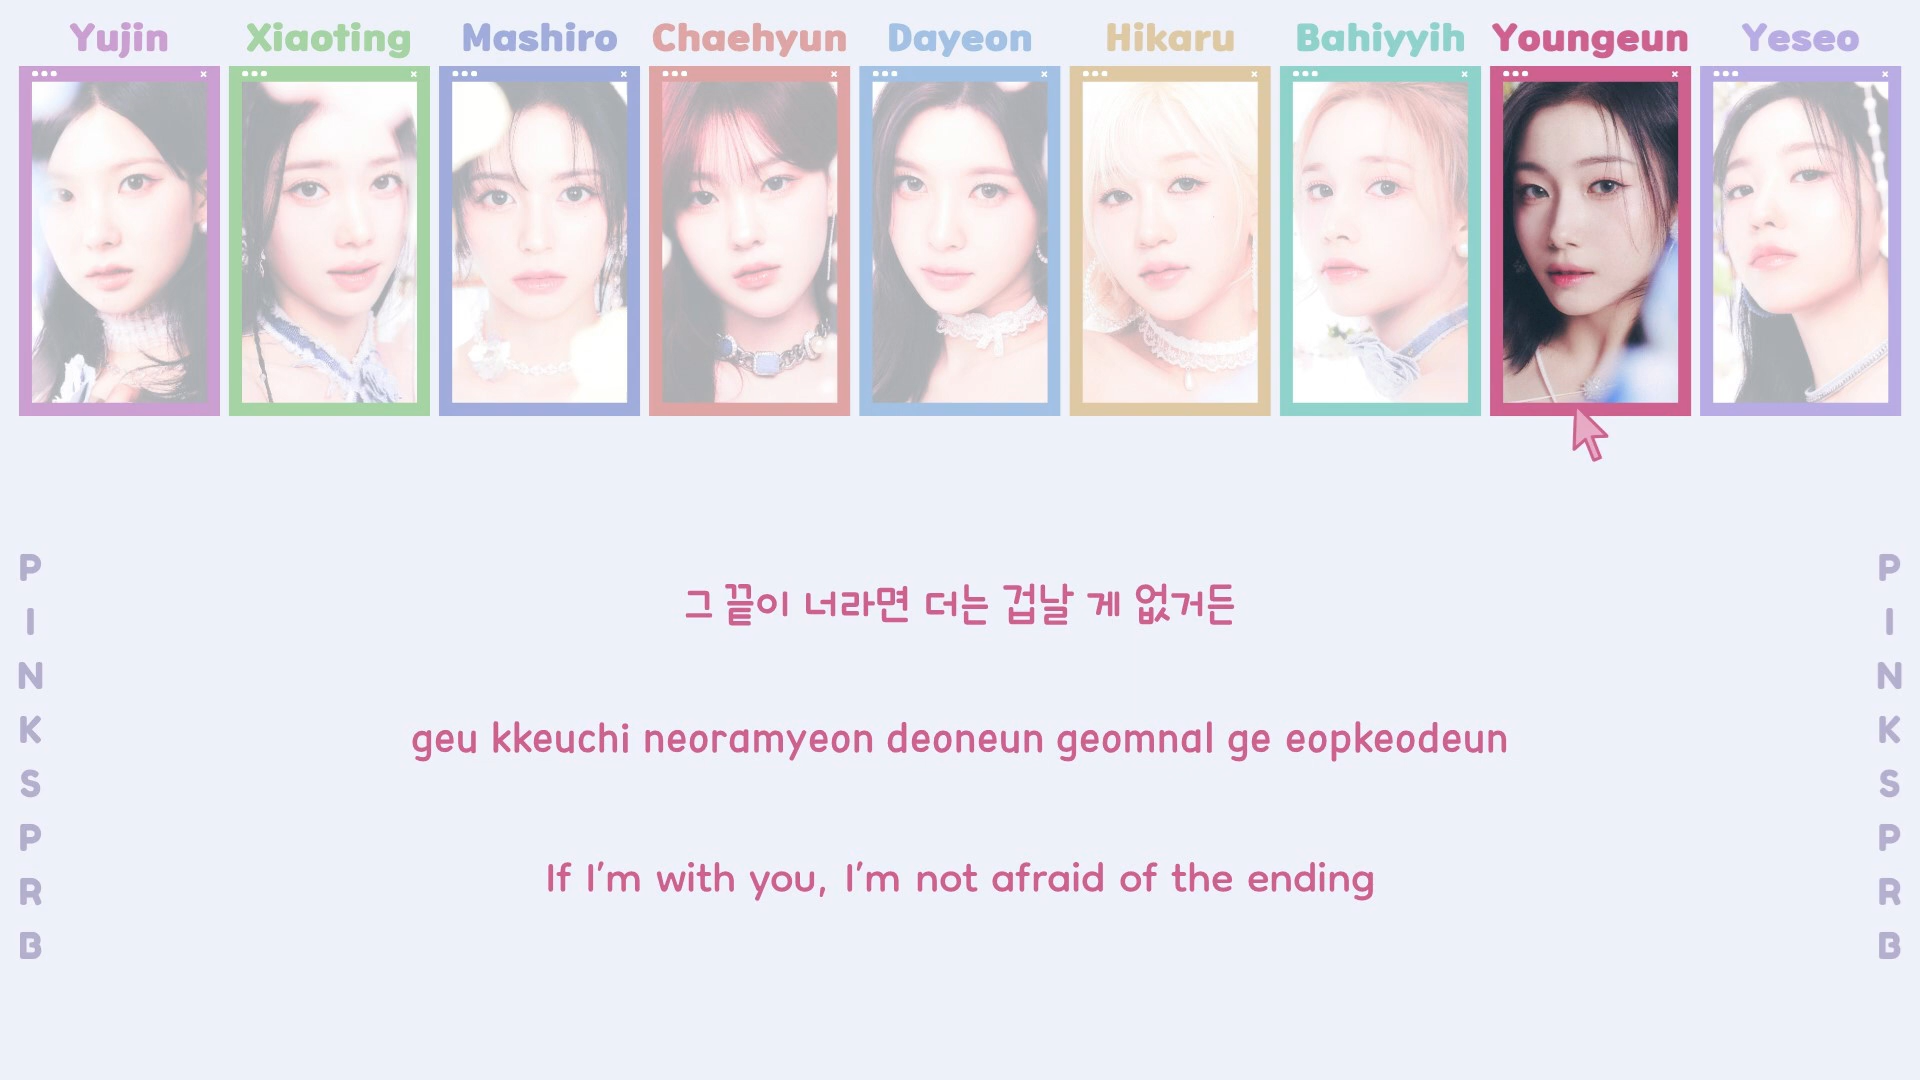 Yujin Xiaoting Mashiro Chaehyun Dayeon Hikaru Bahiyyih Youngeun Yeseo
그 끝이 너라면 더는 겁날 게 없거든
geu kkeuchi neoramyeon deoneun geomnal ge eopkeodeun
If I'm with you, I'm not afraid of the ending
PINKSPRB
PINKSPRB